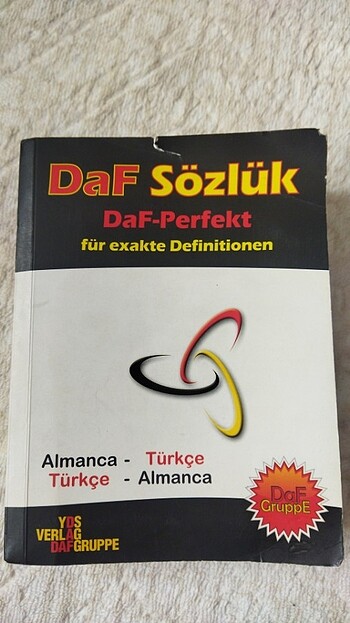 DaF Sözlük
DaF-Perfekt
für exakte Definitionen
Almanca - Türkçe
Türkçe - Almanca
DaF
GruppE
YDS
VERLAG
DAFGRUPPE